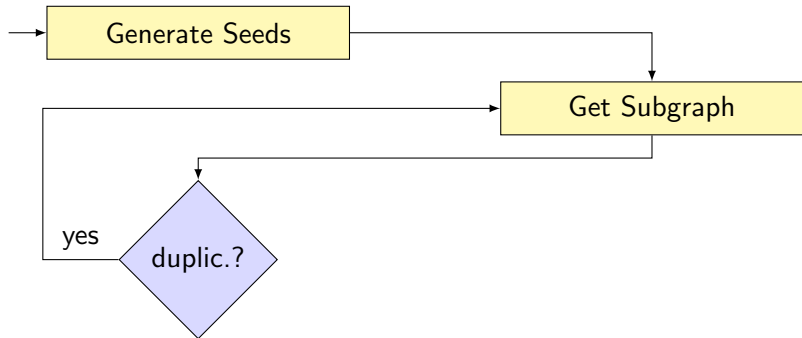 Generate Seeds
Get Subgraph
yes
duplic.?